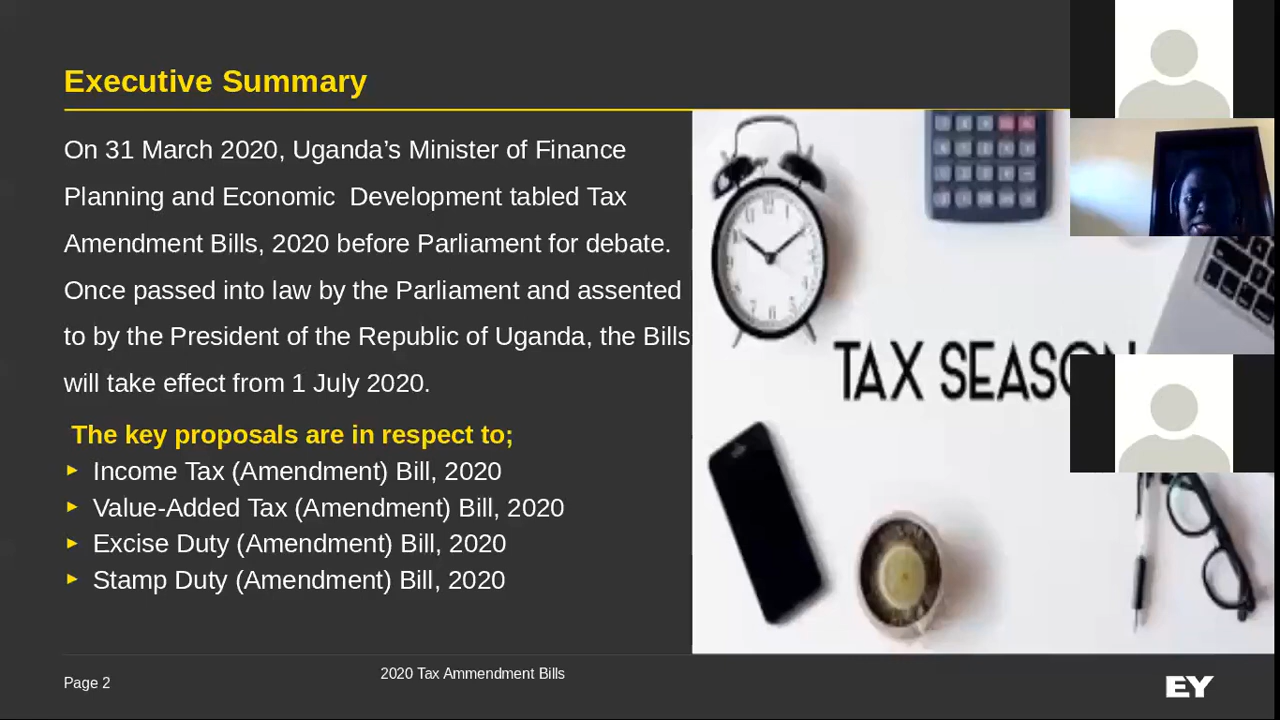 Executive Summary
On 31 March 2020, Uganda’s Minister of Finance
Planning and Economic  Development tabled Tax
Amendment Bills, 2020 before Parliament for debate.
Once passed into law by the Parliament and assented
to by the President of the Republic of Uganda, the Bills
will take effect from 1 July 2020.
The key proposals are in respect to;
Income Tax (Amendment) Bill, 2020
Value-Added Tax (Amendment) Bill, 2020
Excise Duty (Amendment) Bill, 2020
Stamp Duty (Amendment) Bill, 2020
TAX SEASON
Page 2
2020 Tax Ammendment Bills
EY